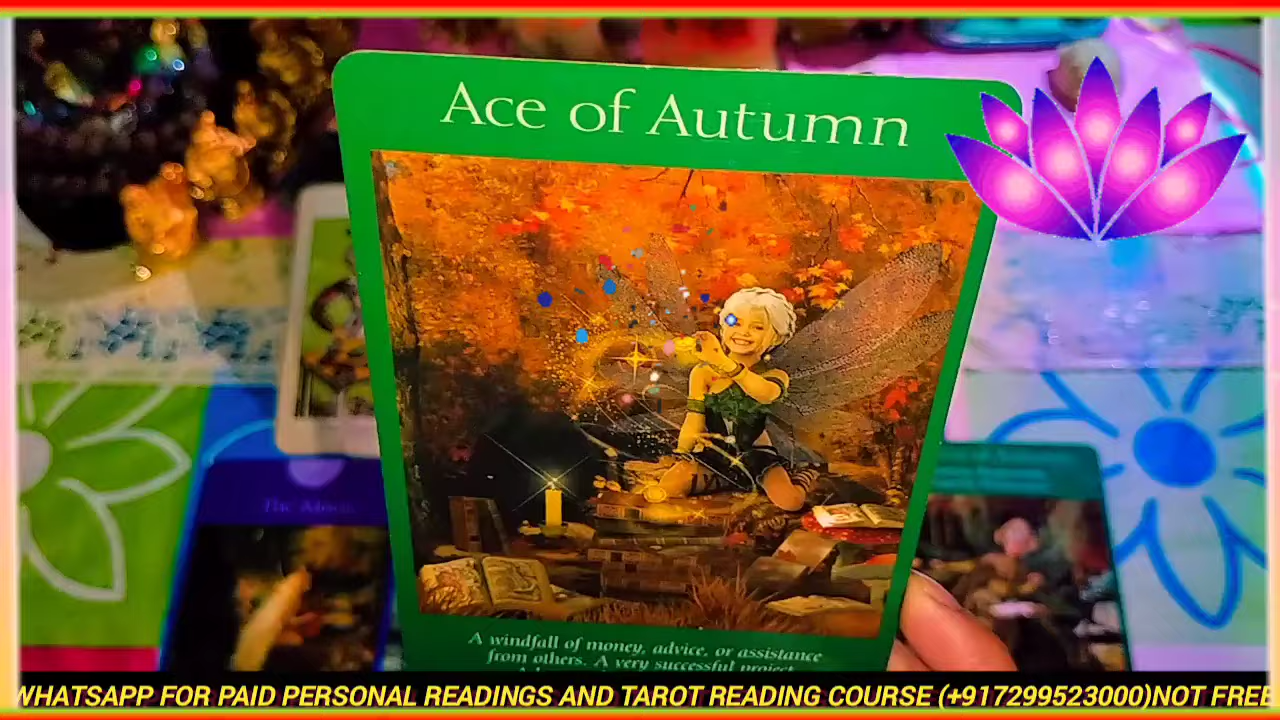 Ace of Autumn
A windfall of money, advice, or assistance
from others. A very successful project.
WHATSAPP FOR PAID PERSONAL READINGS AND TAROT READING COURSE (+917299523000)NOT FREE